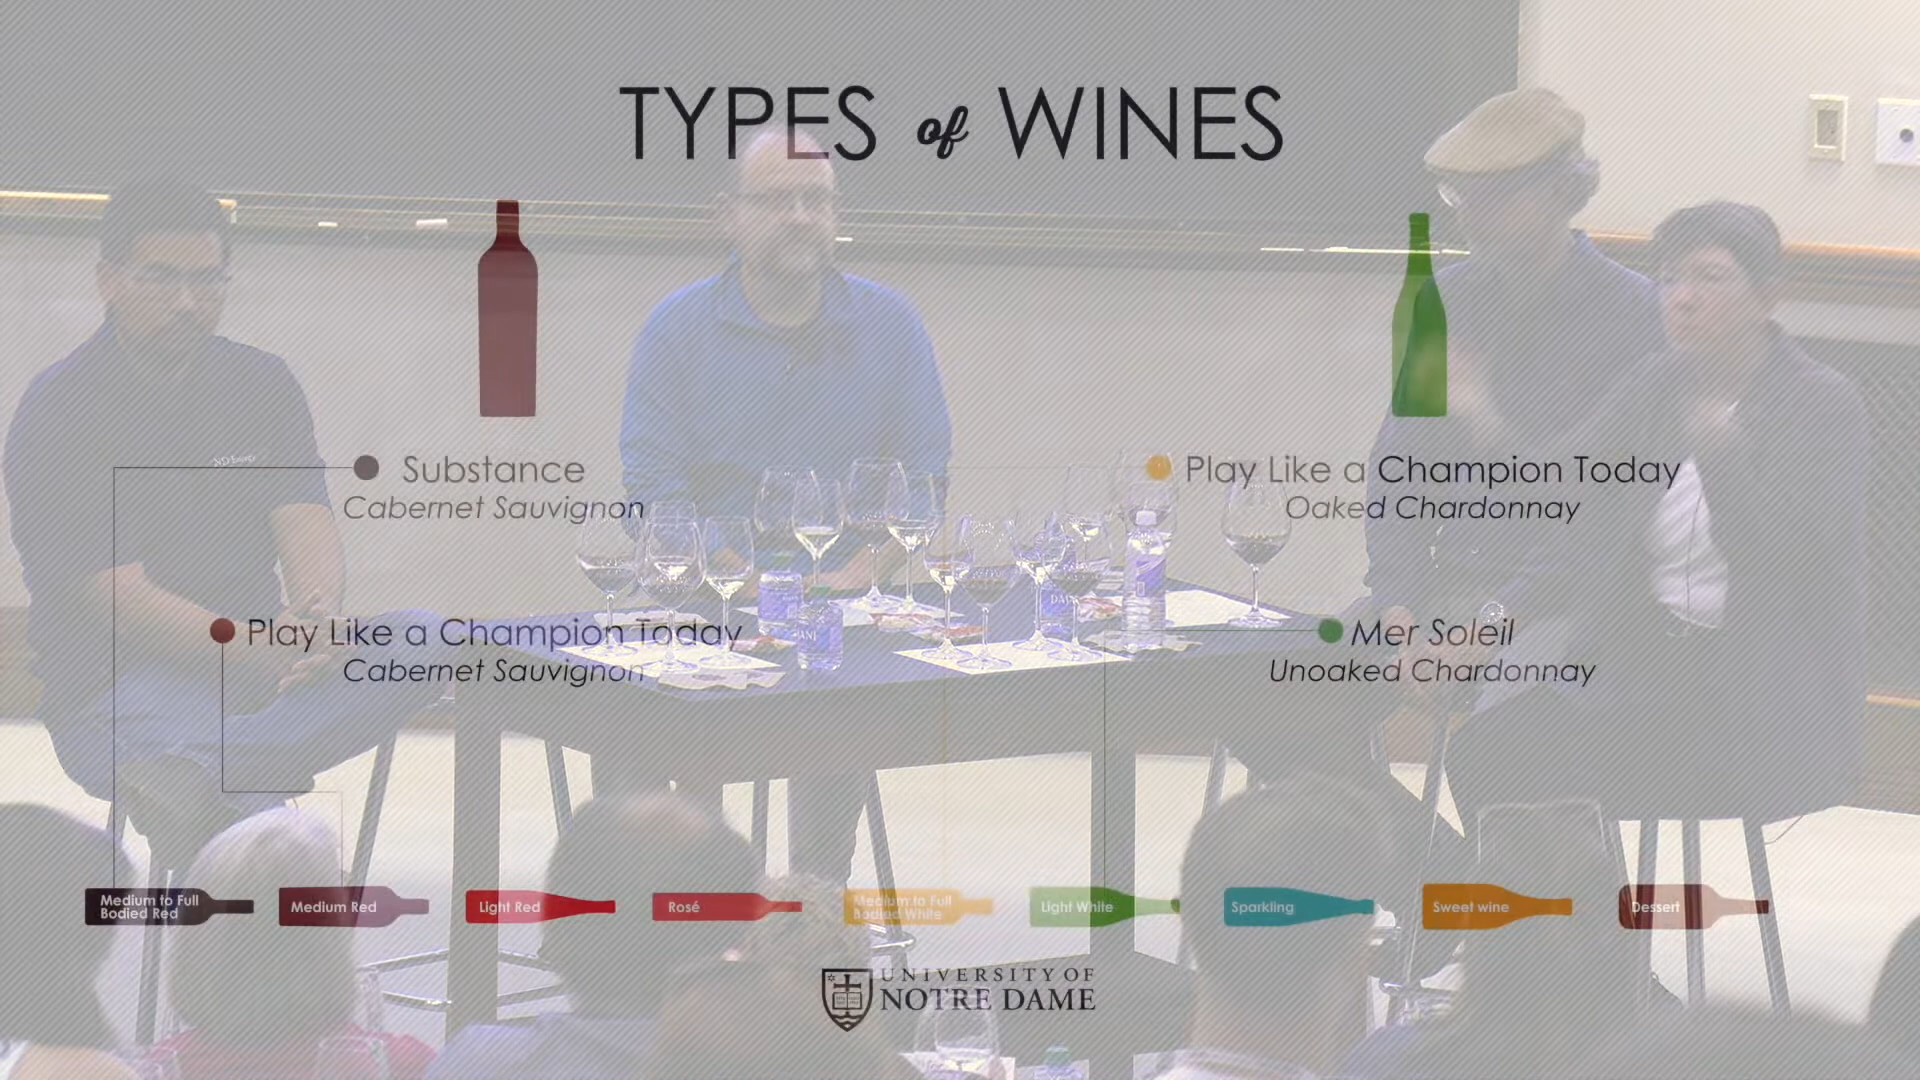 TYPES of WINES
Substance
Cabernet Sauvignon
Play Like a Champion Today
Oaked Chardonnay
Play Like a Champion Today
Cabernet Sauvignon
Mer Soleil
Unoaked Chardonnay
Medium to Full
Bodied Red
Medium Red
Light Red
Rosé
Medium to Full
Bodied White
Light White
Sparkling
Sweet wine
Dessert
UNIVERSITY OF
NOTRE DAME